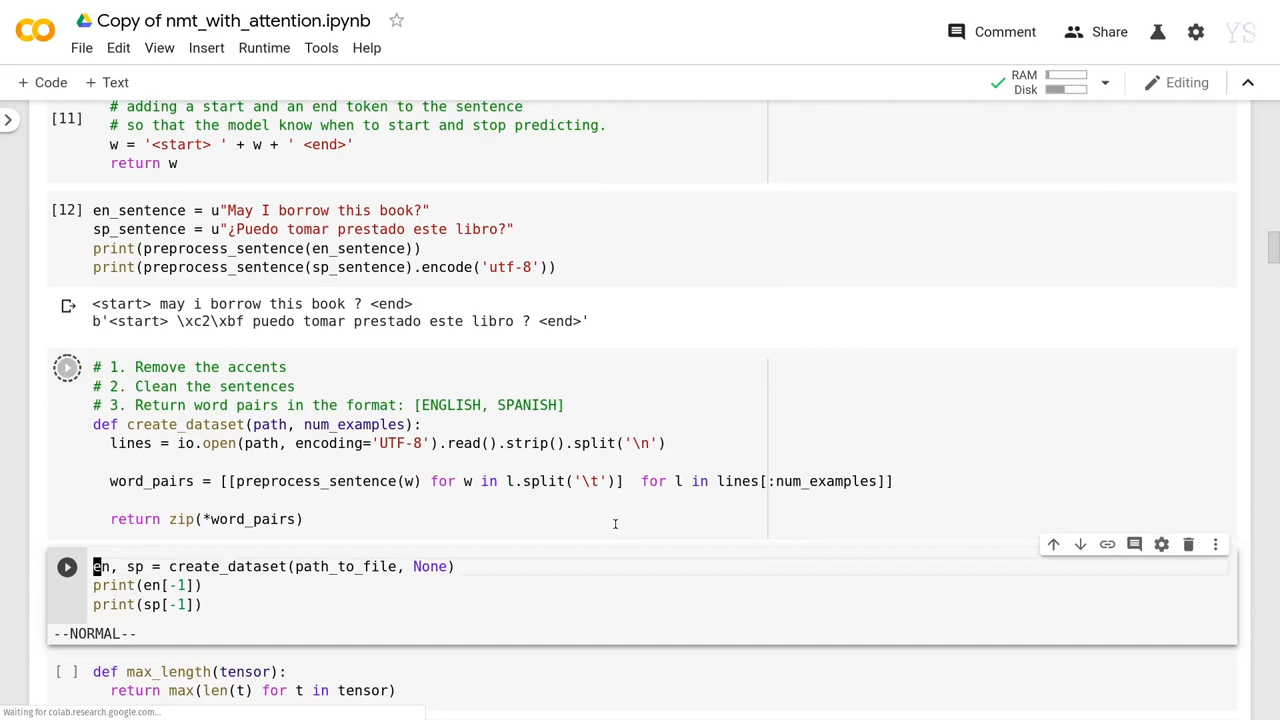 Copy of nmt_with_attention.ipynb
File Edit View Insert Runtime Tools Help
Comment Share YS
+ Code + Text
RAM
Disk
Editing
# adding a start and an end token to the sentence
[11]
# so that the model know when to start and stop predicting.
w = '<start> ' + w + ' <end>'
return w
[12] en_sentence = u"May I borrow this book?"
sp_sentence = u"¿Puedo tomar prestado este libro?"
print(preprocess_sentence(en_sentence))
print(preprocess_sentence(sp_sentence).encode('utf-8'))
<start> may i borrow this book ? <end>
b'<start> \xc2\xbf puedo tomar prestado este libro ? <end>'
# 1. Remove the accents
# 2. Clean the sentences
# 3. Return word pairs in the format: [ENGLISH, SPANISH]
def create_dataset(path, num_examples):
lines = io.open(path, encoding='UTF-8').read().strip().split('\n')
word_pairs = [[preprocess_sentence(w) for w in l.split('\t')]  for l in lines[:num_examples]]
return zip(*word_pairs)
en, sp = create_dataset(path_to_file, None)
print(en[-1])
print(sp[-1])
--NORMAL--
[ ] def max_length(tensor):
return max(len(t) for t in tensor)
Waiting for colab.research.google.com...